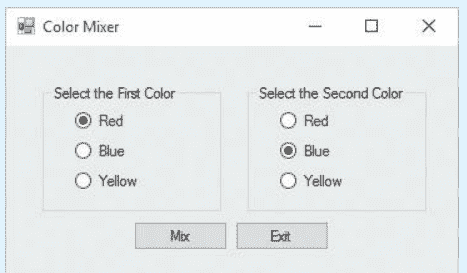 Color Mixer
Select the First Color
Red
Blue
Yellow
Select the Second Color
Red
Blue
Yellow
Mix
Exit